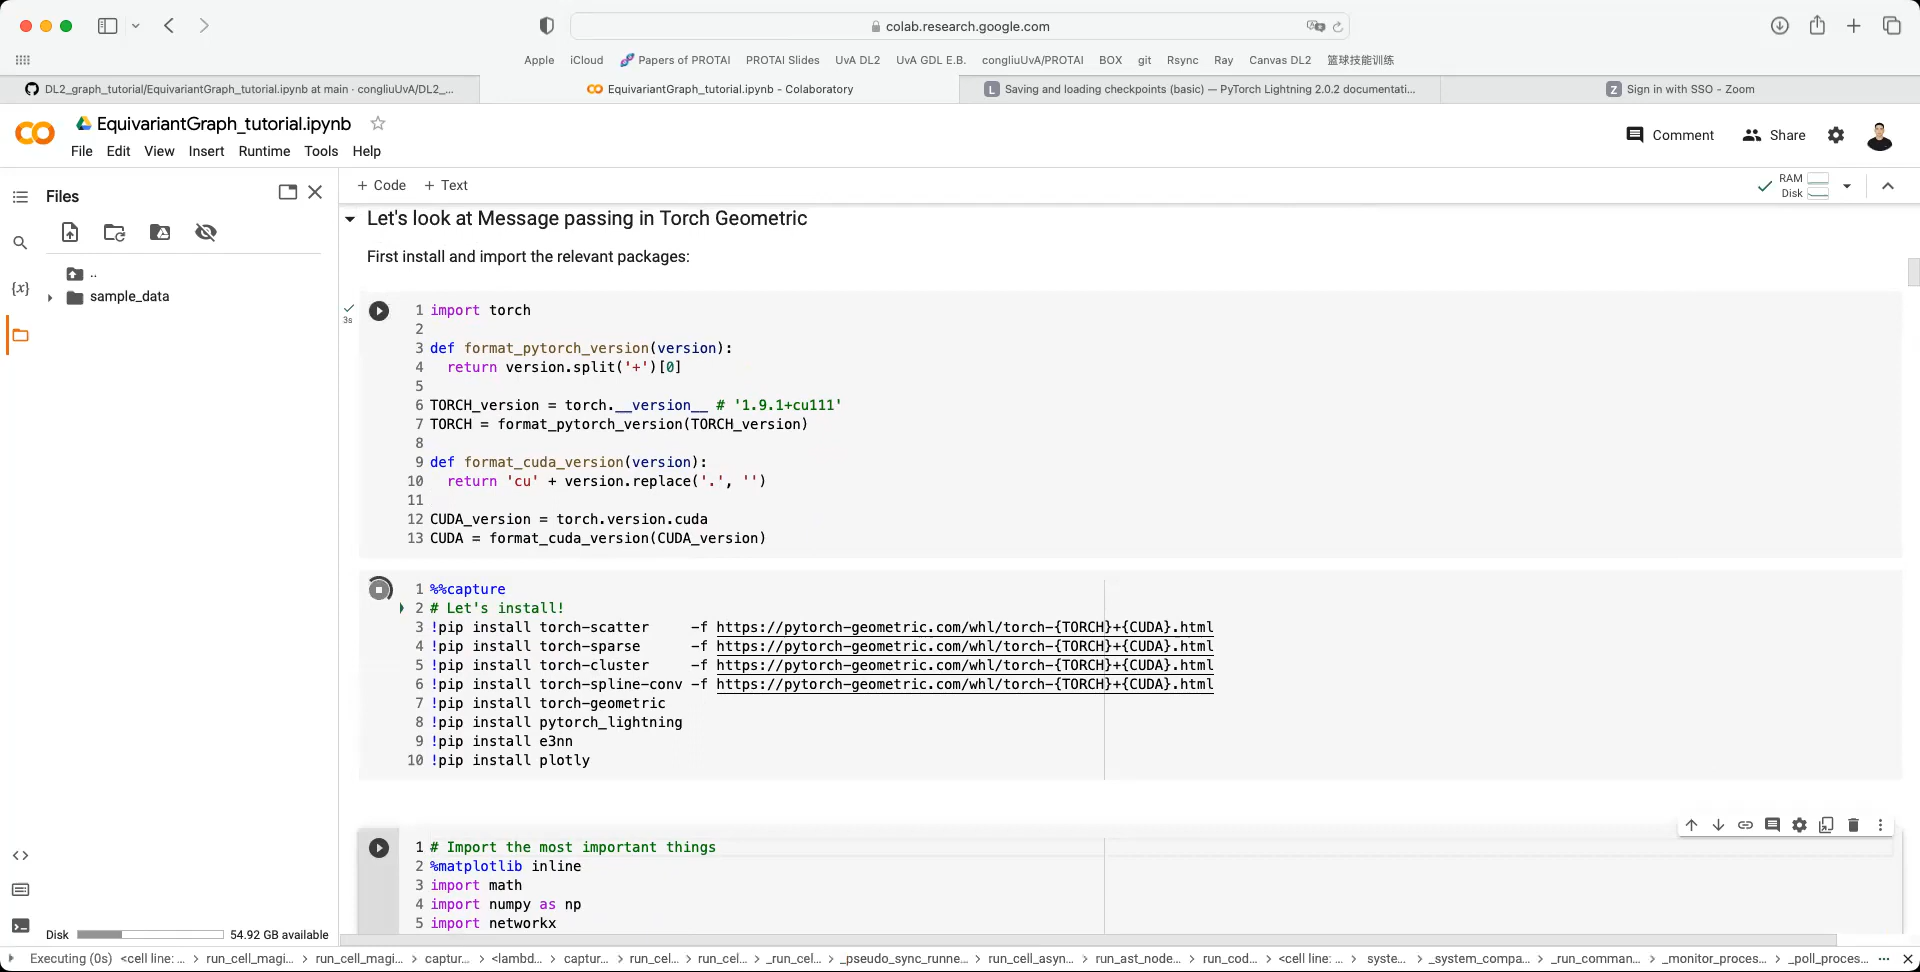 colab.research.google.com
Apple iCloud Papers of PROTAI PROTAI Slides UvA DL2 UvA GDL E.B. congliuUvA/PROTAI BOX git Rsync Ray Canvas DL2 篮球技能训练
DL2_graph_tutorial/EquivariantGraph_tutorial.ipynb at main · congliuUvA/DL2_... EquivariantGraph_tutorial.ipynb - Colaboratory L Saving and loading checkpoints (basic) — PyTorch Lightning 2.0.2 documentati... Z Sign in with SSO - Zoom
EquivariantGraph_tutorial.ipynb
Comment Share
File Edit View Insert Runtime Tools Help
Files
+ Code + Text
RAM
Disk
Let's look at Message passing in Torch Geometric
First install and import the relevant packages:
..
sample_data
{x}
3s
1 import torch
2
3 def format_pytorch_version(version):
4 return version.split('+')[0]
5
6 TORCH_version = torch.__version__ # '1.9.1+cu111'
7 TORCH = format_pytorch_version(TORCH_version)
8
9 def format_cuda_version(version):
10 return 'cu' + version.replace('.', '')
11
12 CUDA_version = torch.version.cuda
13 CUDA = format_cuda_version(CUDA_version)
1 %%capture
2 # Let's install!
3 !pip install torch-scatter -f https://pytorch-geometric.com/whl/torch-{TORCH}+{CUDA}.html
4 !pip install torch-sparse -f https://pytorch-geometric.com/whl/torch-{TORCH}+{CUDA}.html
5 !pip install torch-cluster -f https://pytorch-geometric.com/whl/torch-{TORCH}+{CUDA}.html
6 !pip install torch-spline-conv -f https://pytorch-geometric.com/whl/torch-{TORCH}+{CUDA}.html
7 !pip install torch-geometric
8 !pip install pytorch_lightning
9 !pip install e3nn
10 !pip install plotly
1 # Import the most important things
2 %matplotlib inline
3 import math
4 import numpy as np
5 import networkx
Disk 54.92 GB available
Executing (0s) <cell line: ... > run_cell_magi... > run_cell_magi... > captur... > <lambd... > captur... > run_cel... > run_cel... > _run_cel... > _pseudo_sync_runne... > run_cell_asyn... > run_ast_node... > run_cod... > <cell line: ... > syste... > _system_compa... > _run_comman... > _monitor_proces... > _poll_proces... ...